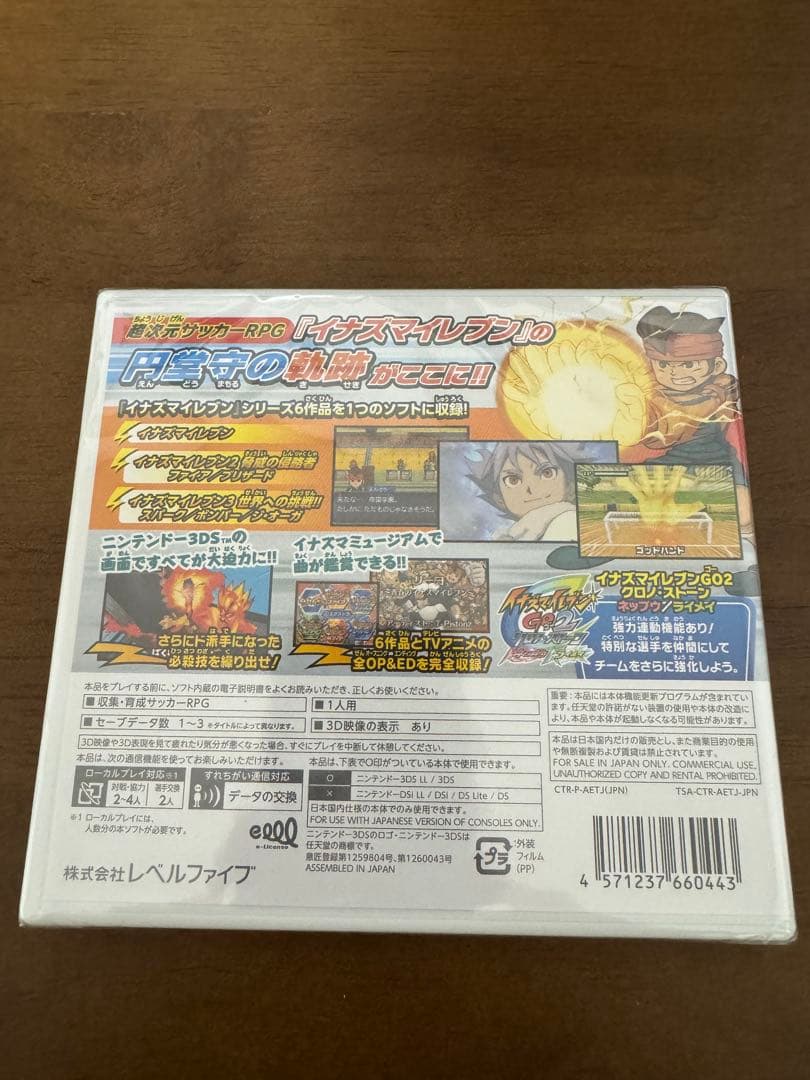 超次元サッカーRPG 『イナズマイレブン』の
円堂守の軌跡がここに!!
『イナズマイレブン』シリーズ6作品を1つのソフトに収録!
イナズマイレブン
イナズマイレブン2 脅威の侵略者
ファイア/ブリザード
イナズマイレブン3 世界への挑戦!!
スパーク/ボンバー/ジ・オーガ
ゴッドハンド
ニンテンドー3DS™の
画面ですべてが大迫力に!!
さらにド派手になった
必殺技を繰り出せ!
イナズマミュージアムで
曲が鑑賞できる!!
6作品とTVアニメの
全OP&EDを完全収録!
イナズマイレブンGO2
クロノ・ストーン
ネップウ/ライメイ
強力連動機能あり!
特別な選手を仲間にして
チームをさらに強化しよう。
本品をプレイする前に、ソフト内蔵の電子説明書をよくお読みいただき、正しくお使いください。
■収集・育成サッカーRPG ■1人用
■セーブデータ数 1~3 ※タイトルによって異なります。 ■3D映像の表示 あり
3D映像や3D表現を見て疲れたり気分が悪くなった場合、すぐにプレイを中断して休憩してください。
重要:本品には本体機能更新プログラムが含まれています。任天堂の許諾がない装置の使用や本体の改造により、本品や本体が起動しなくなる可能性があります。
本品は日本国内だけの販売とし、また商業目的の使用や無断複製および賃貸は禁止します。
FOR SALE IN JAPAN ONLY. COMMERCIAL USE, UNAUTHORIZED COPY AND RENTAL PROHIBITED.
CTR-P-AETJ(JPN) TSA-CTR-AETJ-JPN
本品は、次の通信機能を使ってお楽しみいただけます。
ローカルプレイ対応 ※1
対戦・協力 2~4人 選手交換 2人
すれちがい通信対応
データの交換
※1 ローカルプレイには、
人数分の本ソフトが必要です。
本品は、下表で○印がついている本体で使用できます。
○ ニンテンドー3DS LL / 3DS
× ニンテンドーDSi LL / DSi / DS Lite / DS
日本国内仕様の本体でのみ使用できます。
FOR USE WITH JAPANESE VERSION OF CONSOLES ONLY.
ニンテンドー3DSのロゴ・ニンテンドー3DSは
任天堂の商標です。
意匠登録第1259804号、第1260043号
ASSEMBLED IN JAPAN
e-License
株式会社レベルファイブ
プラ
:外装
フィルム
(PP)
4 571237 660443